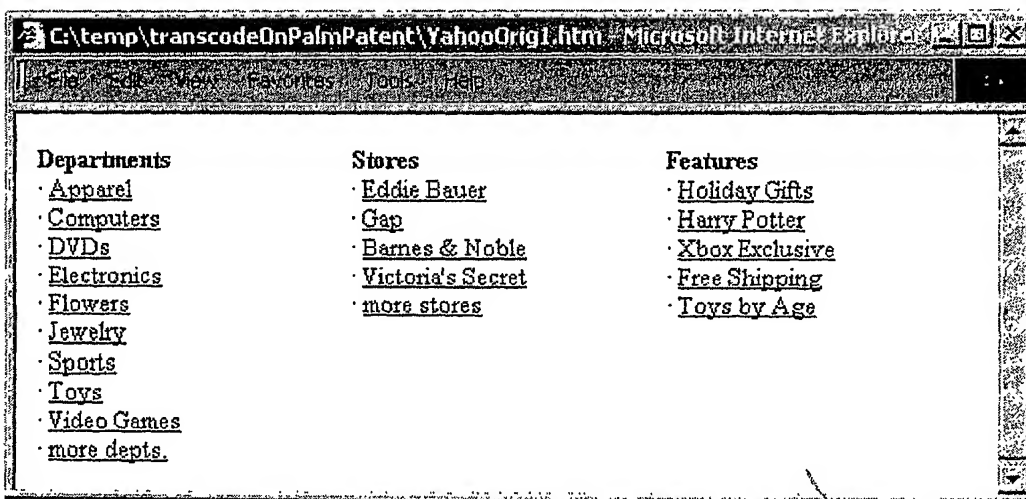 C:\temp\transcodeOnPalmPatent\YahooOrig1.htm - Microsoft Internet Explorer
File Edit View Favorites Tools Help
Departments
· Apparel
· Computers
· DVDs
· Electronics
· Flowers
· Jewelry
· Sports
· Toys
· Video Games
· more depts.
Stores
· Eddie Bauer
· Gap
· Barnes & Noble
· Victoria's Secret
· more stores
Features
· Holiday Gifts
· Harry Potter
· Xbox Exclusive
· Free Shipping
· Toys by Age